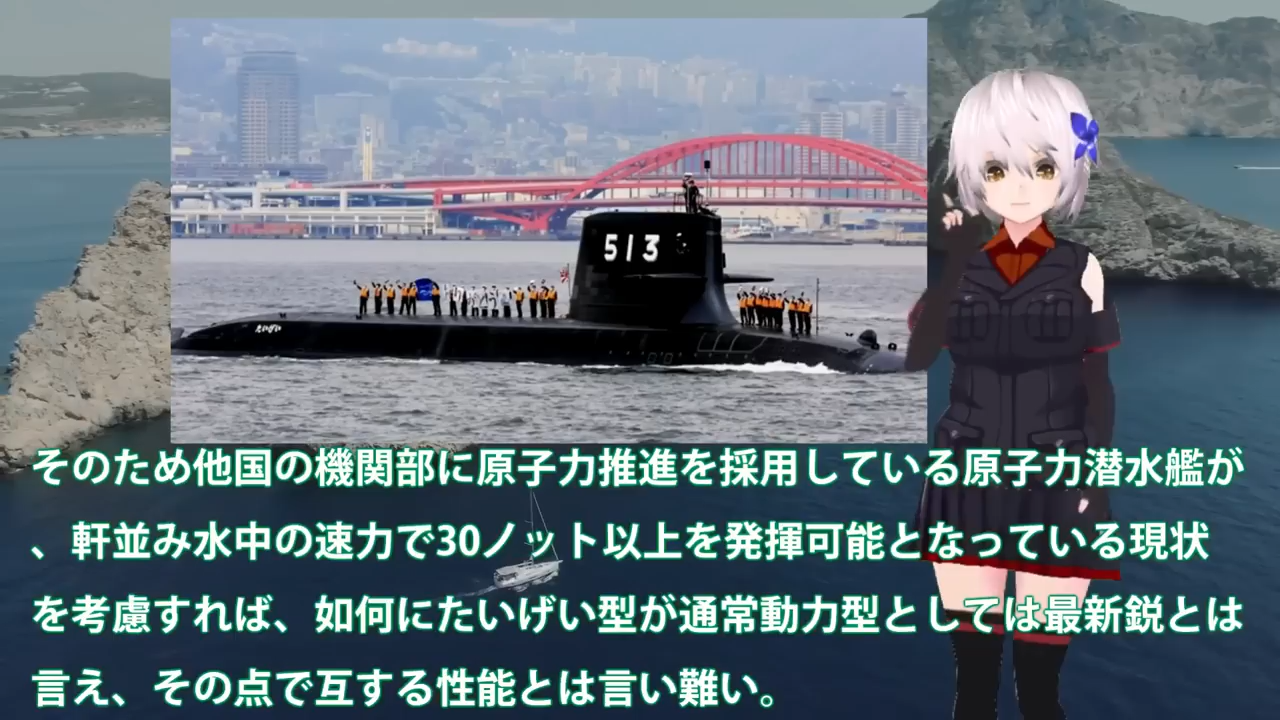 513
たいげい
そのため他国の機関部に原子力推進を採用している原子力潜水艦が
、軒並み水中の速力で30ノット以上を発揮可能となっている現状
を考慮すれば、如何にたいげい型が通常動力型としては最新鋭とは
言え、その点で互する性能とは言い難い。